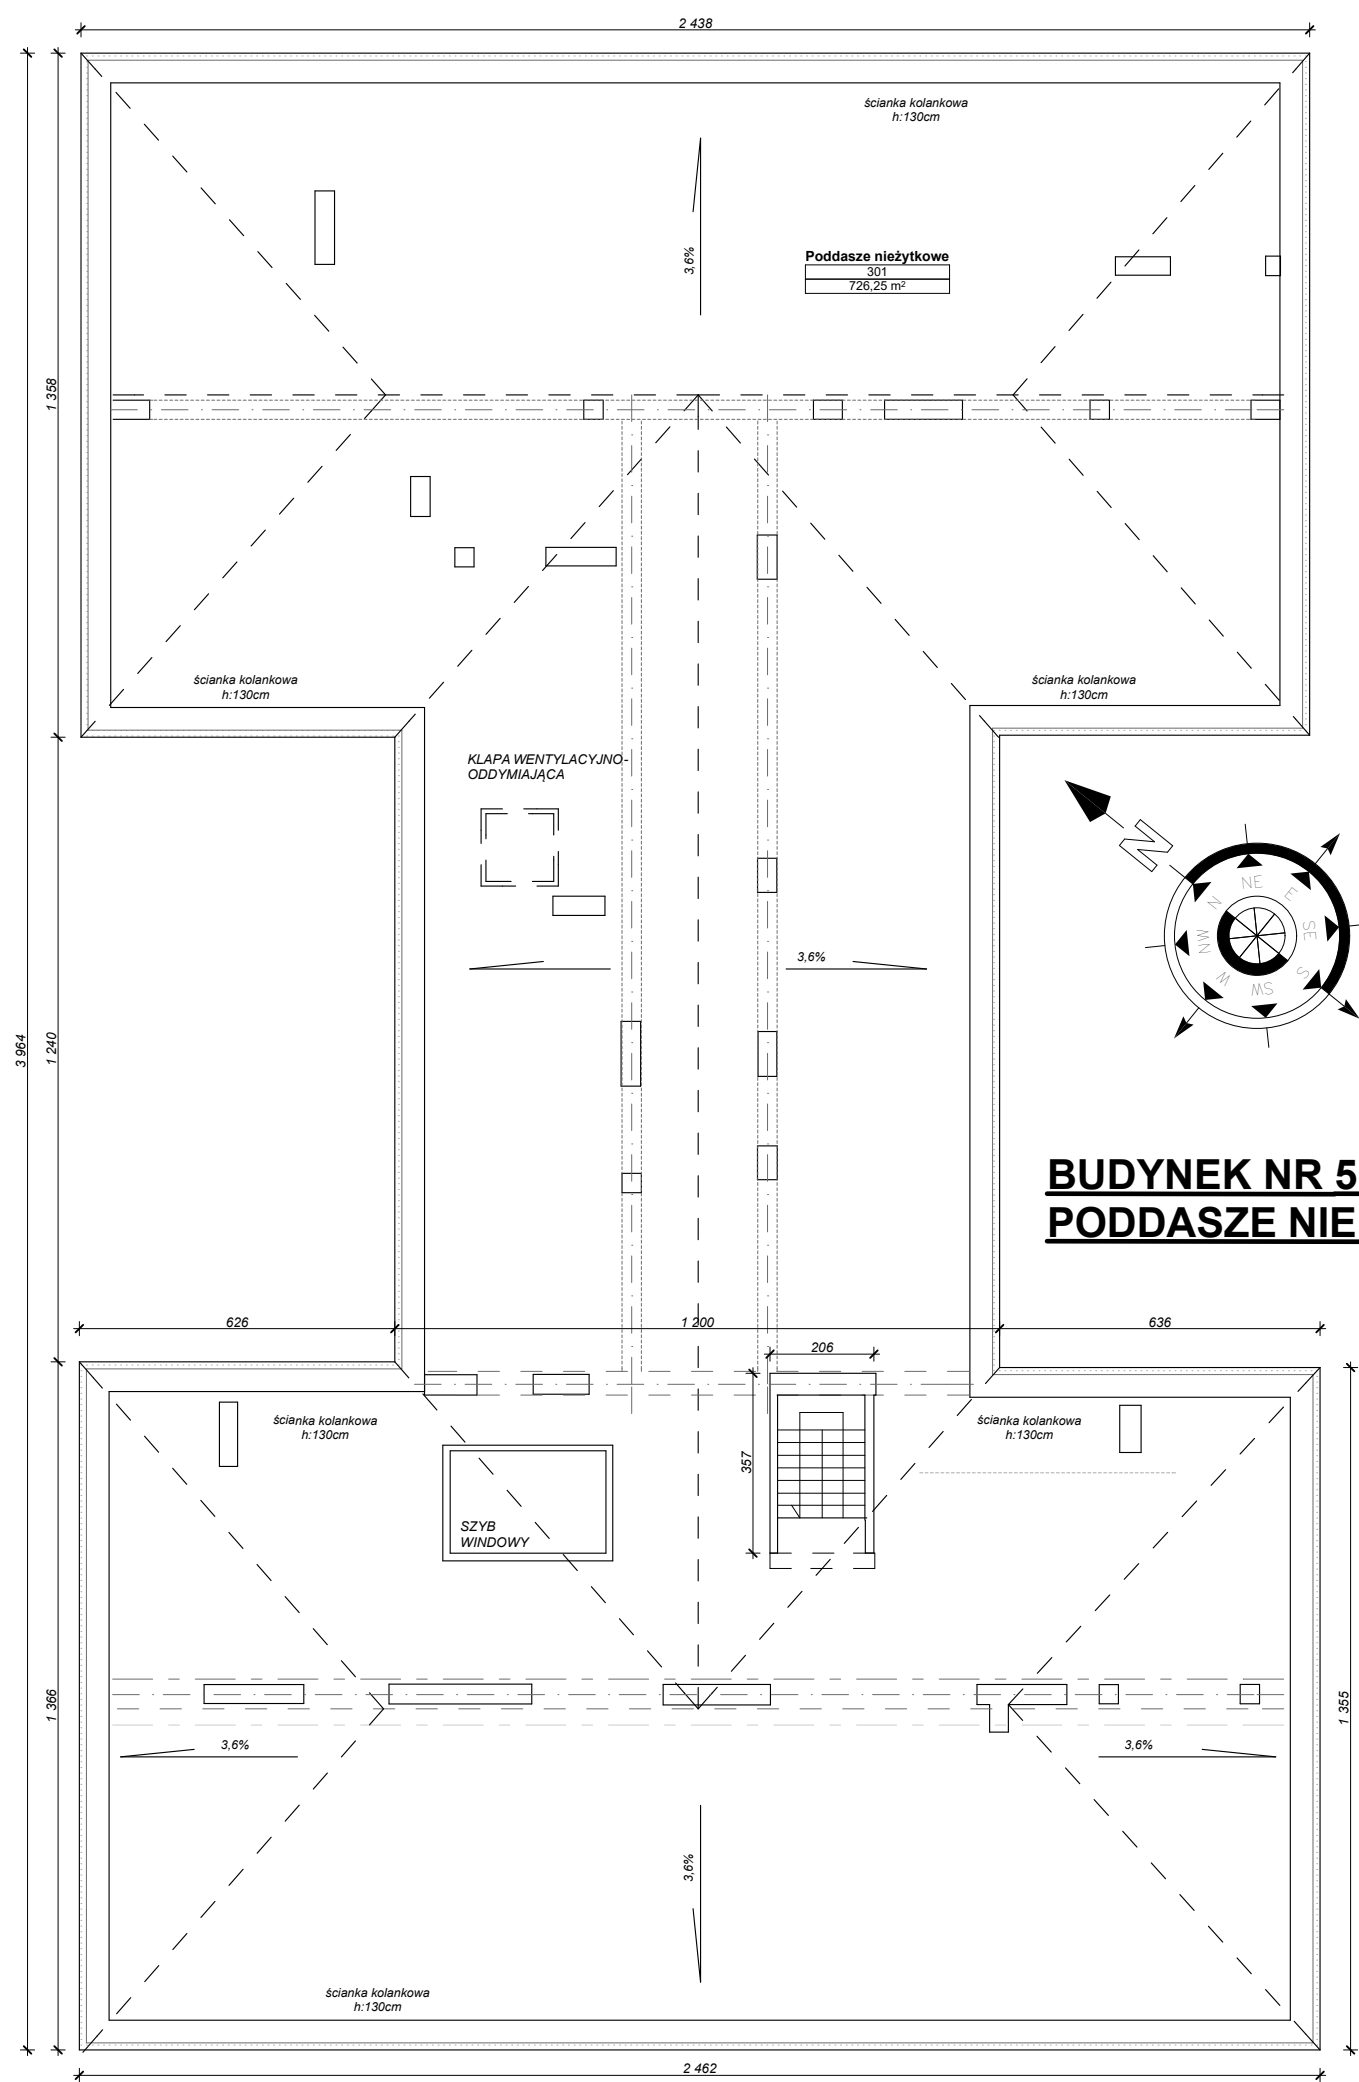 2 438
ścianka kolankowa
h:130cm
3,6%
Poddasze nieżytkowe
301
726,25 m²
1 358
ścianka kolankowa
h:130cm
ścianka kolankowa
h:130cm
KLAPA WENTYLACYJNO-
ODDYMIAJĄCA
N
NE
E
SE
S
SW
W
NW
N
3,6%
3 964
1 240
BUDYNEK NR 5
PODDASZE NIE
626
1 200
636
206
ścianka kolankowa
h:130cm
ścianka kolankowa
h:130cm
357
SZYB
WINDOWY
1 366
1 355
3,6%
3,6%
3,6%
ścianka kolankowa
h:130cm
2 462